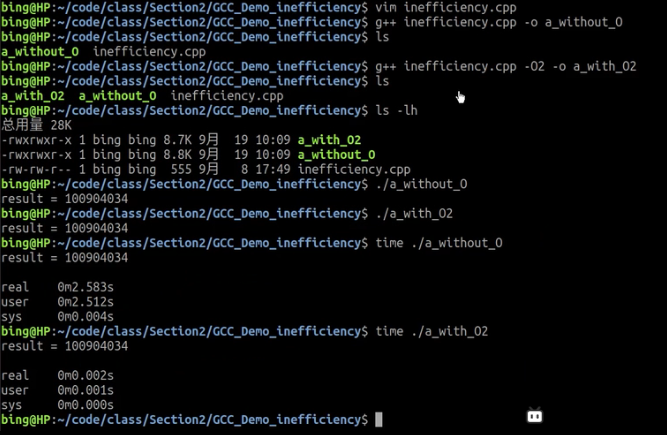 bing@HP:~/code/class/Section2/GCC_Demo_inefficiency$ vim inefficiency.cpp
bing@HP:~/code/class/Section2/GCC_Demo_inefficiency$ g++ inefficiency.cpp -o a_without_O
bing@HP:~/code/class/Section2/GCC_Demo_inefficiency$ ls
a_without_O  inefficiency.cpp
bing@HP:~/code/class/Section2/GCC_Demo_inefficiency$ g++ inefficiency.cpp -O2 -o a_with_O2
bing@HP:~/code/class/Section2/GCC_Demo_inefficiency$ ls
a_with_O2  a_without_O  inefficiency.cpp
bing@HP:~/code/class/Section2/GCC_Demo_inefficiency$ ls -lh
总用量 28K
-rwxrwxr-x 1 bing bing 8.7K 9月  19 10:09 a_with_O2
-rwxrwxr-x 1 bing bing 8.8K 9月  19 10:09 a_without_O
-rw-rw-r-- 1 bing bing  555 9月   8 17:49 inefficiency.cpp
bing@HP:~/code/class/Section2/GCC_Demo_inefficiency$ ./a_without_O
result = 100904034
bing@HP:~/code/class/Section2/GCC_Demo_inefficiency$ ./a_with_O2
result = 100904034
bing@HP:~/code/class/Section2/GCC_Demo_inefficiency$ time ./a_without_O
result = 100904034

real    0m2.583s
user    0m2.512s
sys     0m0.004s
bing@HP:~/code/class/Section2/GCC_Demo_inefficiency$ time ./a_with_O2
result = 100904034

real    0m0.002s
user    0m0.001s
sys     0m0.000s
bing@HP:~/code/class/Section2/GCC_Demo_inefficiency$